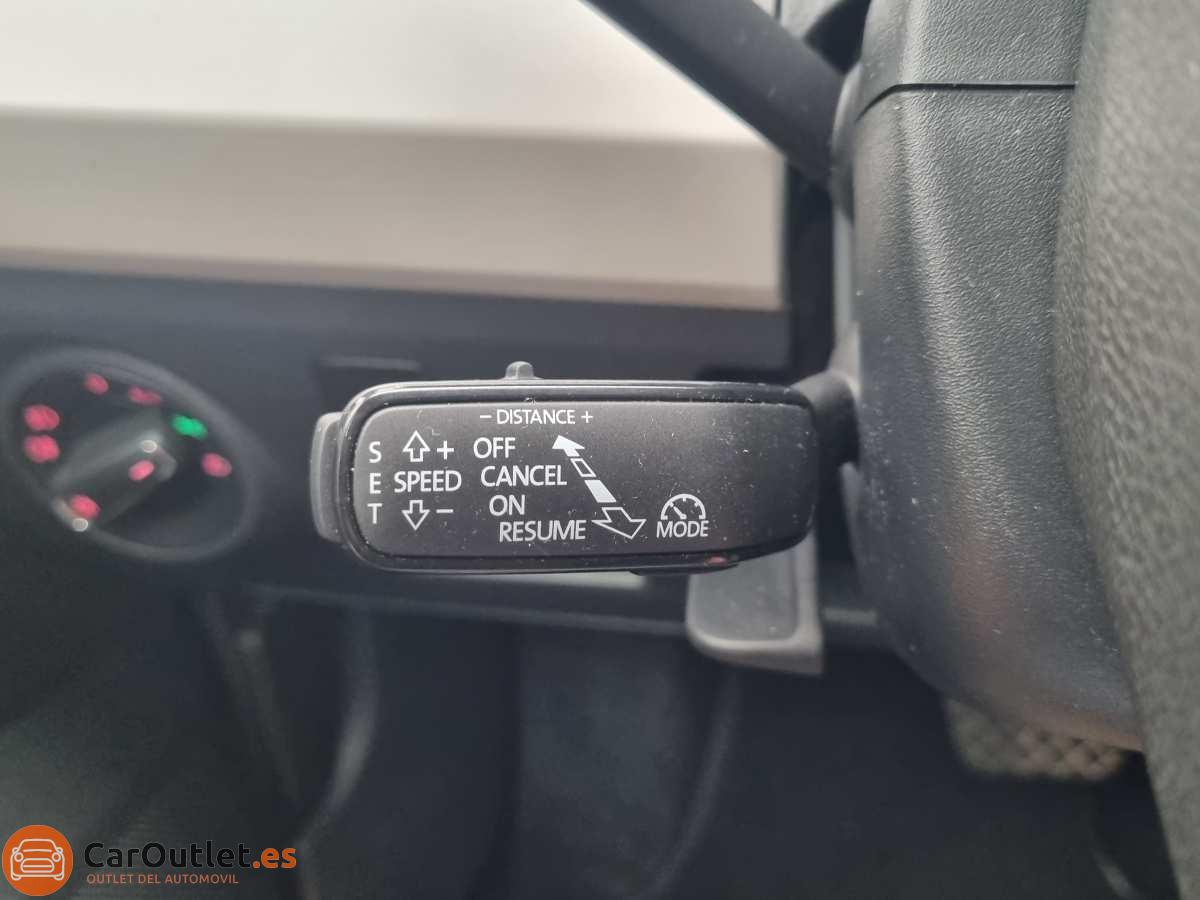 - DISTANCE +
S E T
+ OFF
SPEED CANCEL
- ON
RESUME MODE
CarOutlet.es
OUTLET DEL AUTOMOVIL